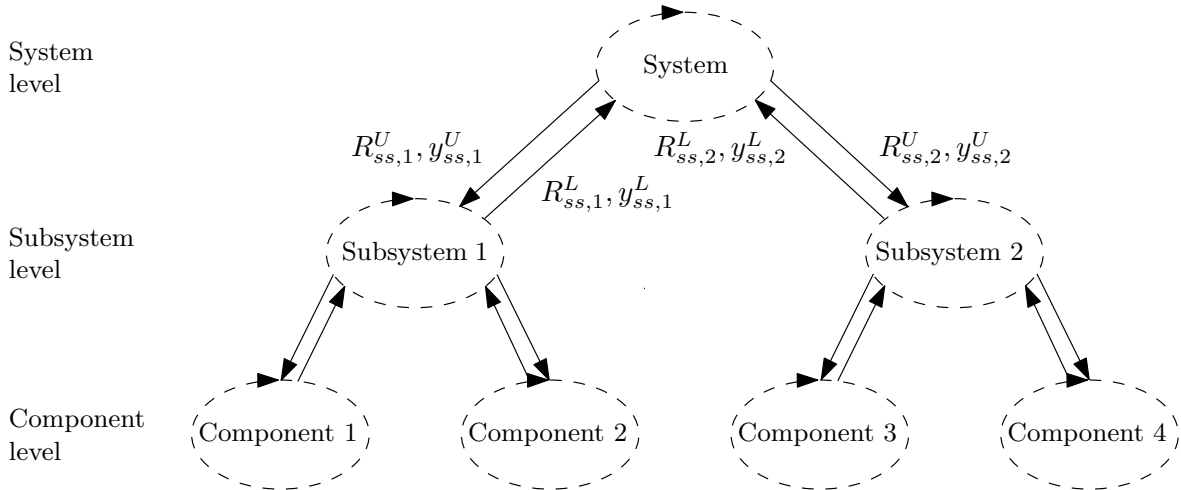 System
level
System
R^U_{ss,1}, y^U_{ss,1}
R^L_{ss,2}, y^L_{ss,2}
R^U_{ss,2}, y^U_{ss,2}
R^L_{ss,1}, y^L_{ss,1}
Subsystem
level
Subsystem 1
Subsystem 2
Component
level
Component 1
Component 2
Component 3
Component 4